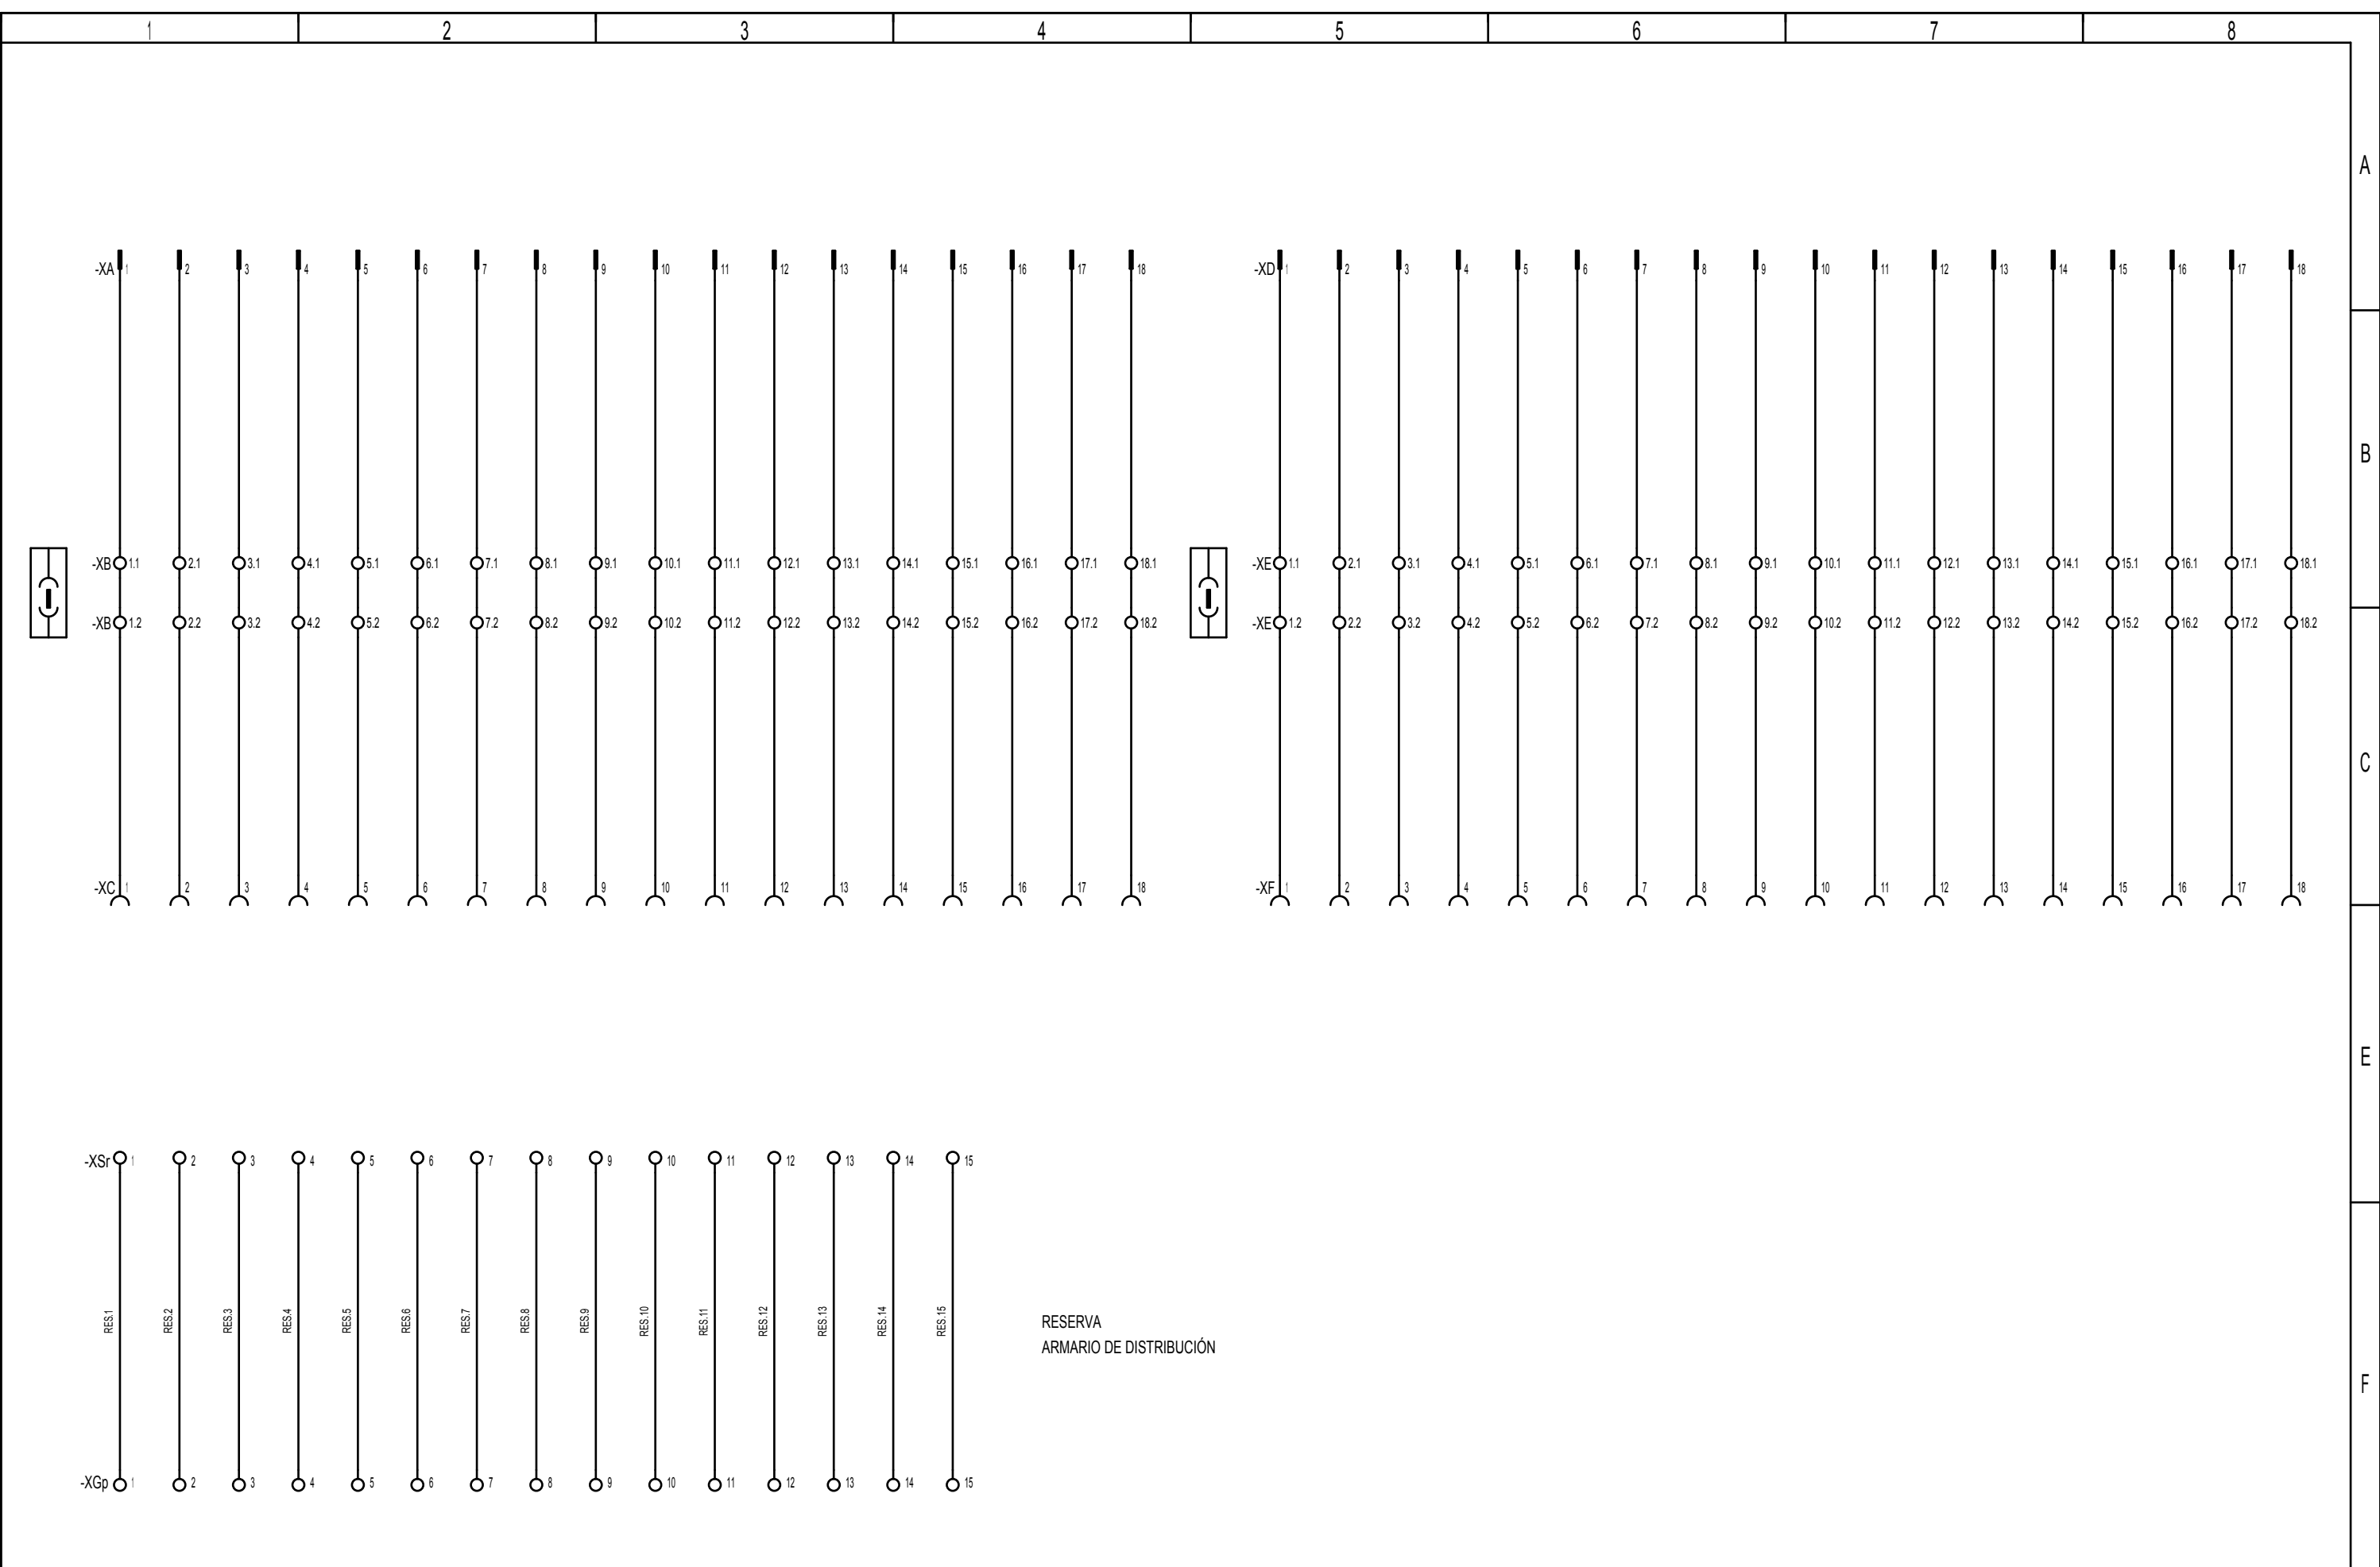 1 2 3 4 5 6 7 8
A
-XA 1 2 3 4 5 6 7 8 9 10 11 12 13 14 15 16 17 18 -XD 1 2 3 4 5 6 7 8 9 10 11 12 13 14 15 16 17 18
B
-XB 1.1 2.1 3.1 4.1 5.1 6.1 7.1 8.1 9.1 10.1 11.1 12.1 13.1 14.1 15.1 16.1 17.1 18.1 -XE 1.1 2.1 3.1 4.1 5.1 6.1 7.1 8.1 9.1 10.1 11.1 12.1 13.1 14.1 15.1 16.1 17.1 18.1
-XB 1.2 2.2 3.2 4.2 5.2 6.2 7.2 8.2 9.2 10.2 11.2 12.2 13.2 14.2 15.2 16.2 17.2 18.2 -XE 1.2 2.2 3.2 4.2 5.2 6.2 7.2 8.2 9.2 10.2 11.2 12.2 13.2 14.2 15.2 16.2 17.2 18.2
C
-XC 1 2 3 4 5 6 7 8 9 10 11 12 13 14 15 16 17 18 -XF 1 2 3 4 5 6 7 8 9 10 11 12 13 14 15 16 17 18
E
-XSr 1 2 3 4 5 6 7 8 9 10 11 12 13 14 15
RES.1 RES.2 RES.3 RES.4 RES.5 RES.6 RES.7 RES.8 RES.9 RES.10 RES.11 RES.12 RES.13 RES.14 RES.15
RESERVA
ARMARIO DE DISTRIBUCIÓN
F
-XGp 1 2 3 4 5 6 7 8 9 10 11 12 13 14 15